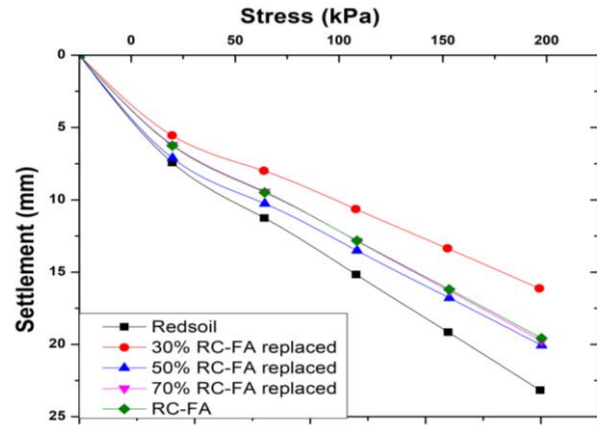 Stress (kPa)
0 50 100 150 200
0
5
10
15
20
25
Settlement (mm)
Redsoil
30% RC-FA replaced
50% RC-FA replaced
70% RC-FA replaced
RC-FA